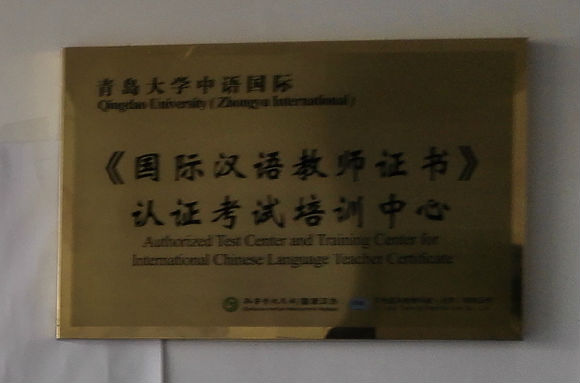 青岛大学中语国际
Qingdao University ( Zhongyu International )
《国际汉语教师证书》
认证考试培训中心
Authorized Test Center and Training Center for
International Chinese Language Teacher Certificate